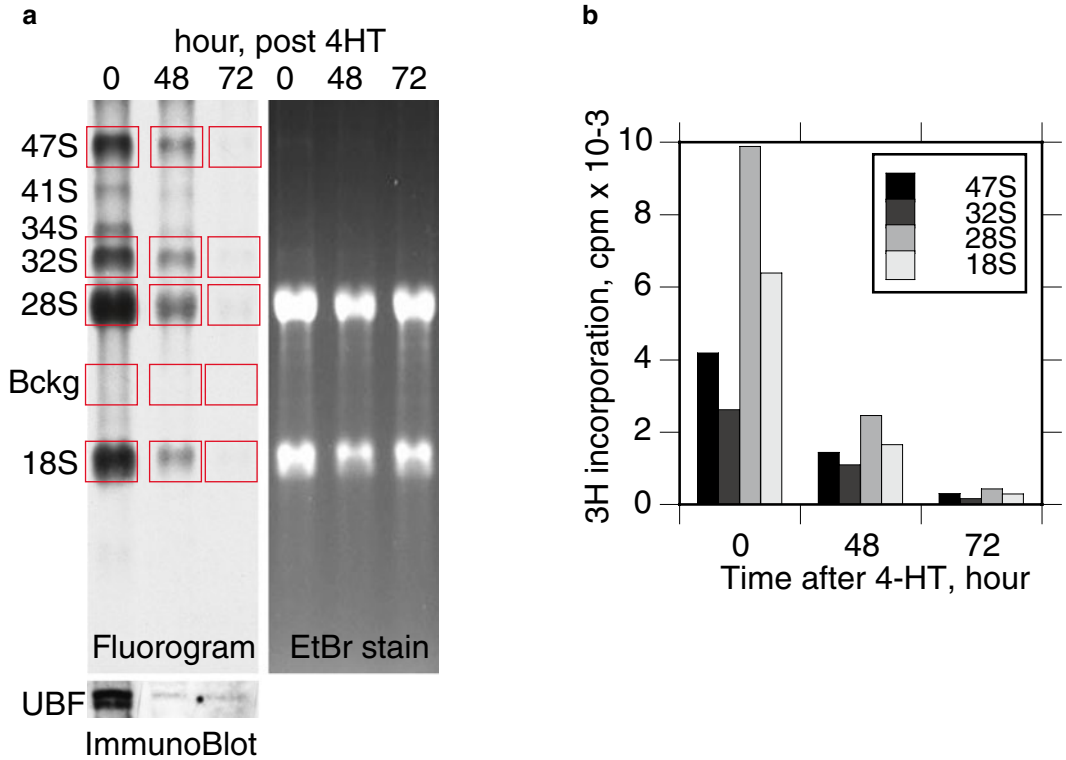 a
hour, post 4HT
0 48 72 0 48 72
47S
41S
34S
32S
28S
Bckg
18S
Fluorogram
EtBr stain
UBF
ImmunoBlot
b
3H incorporation, cpm x 10-3
10
8
6
4
2
0
47S
32S
28S
18S
0 48 72
Time after 4-HT, hour